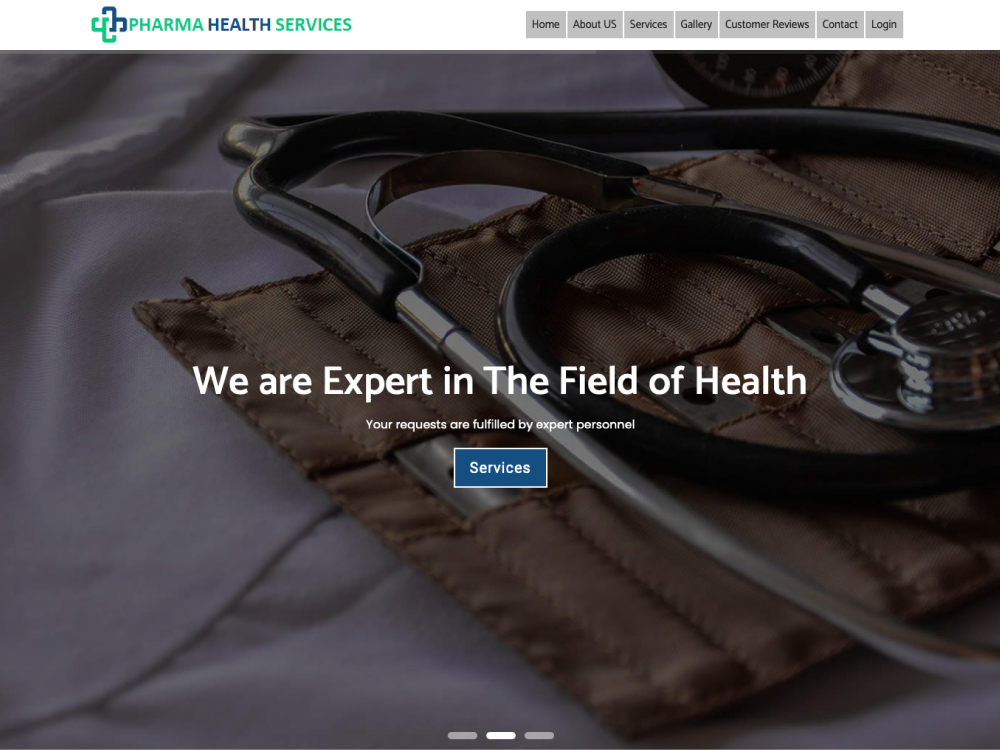 PHARMA HEALTH SERVICES
Home About US Services Gallery Customer Reviews Contact Login
We are Expert in The Field of Health
Your requests are fulfilled by expert personnel
Services